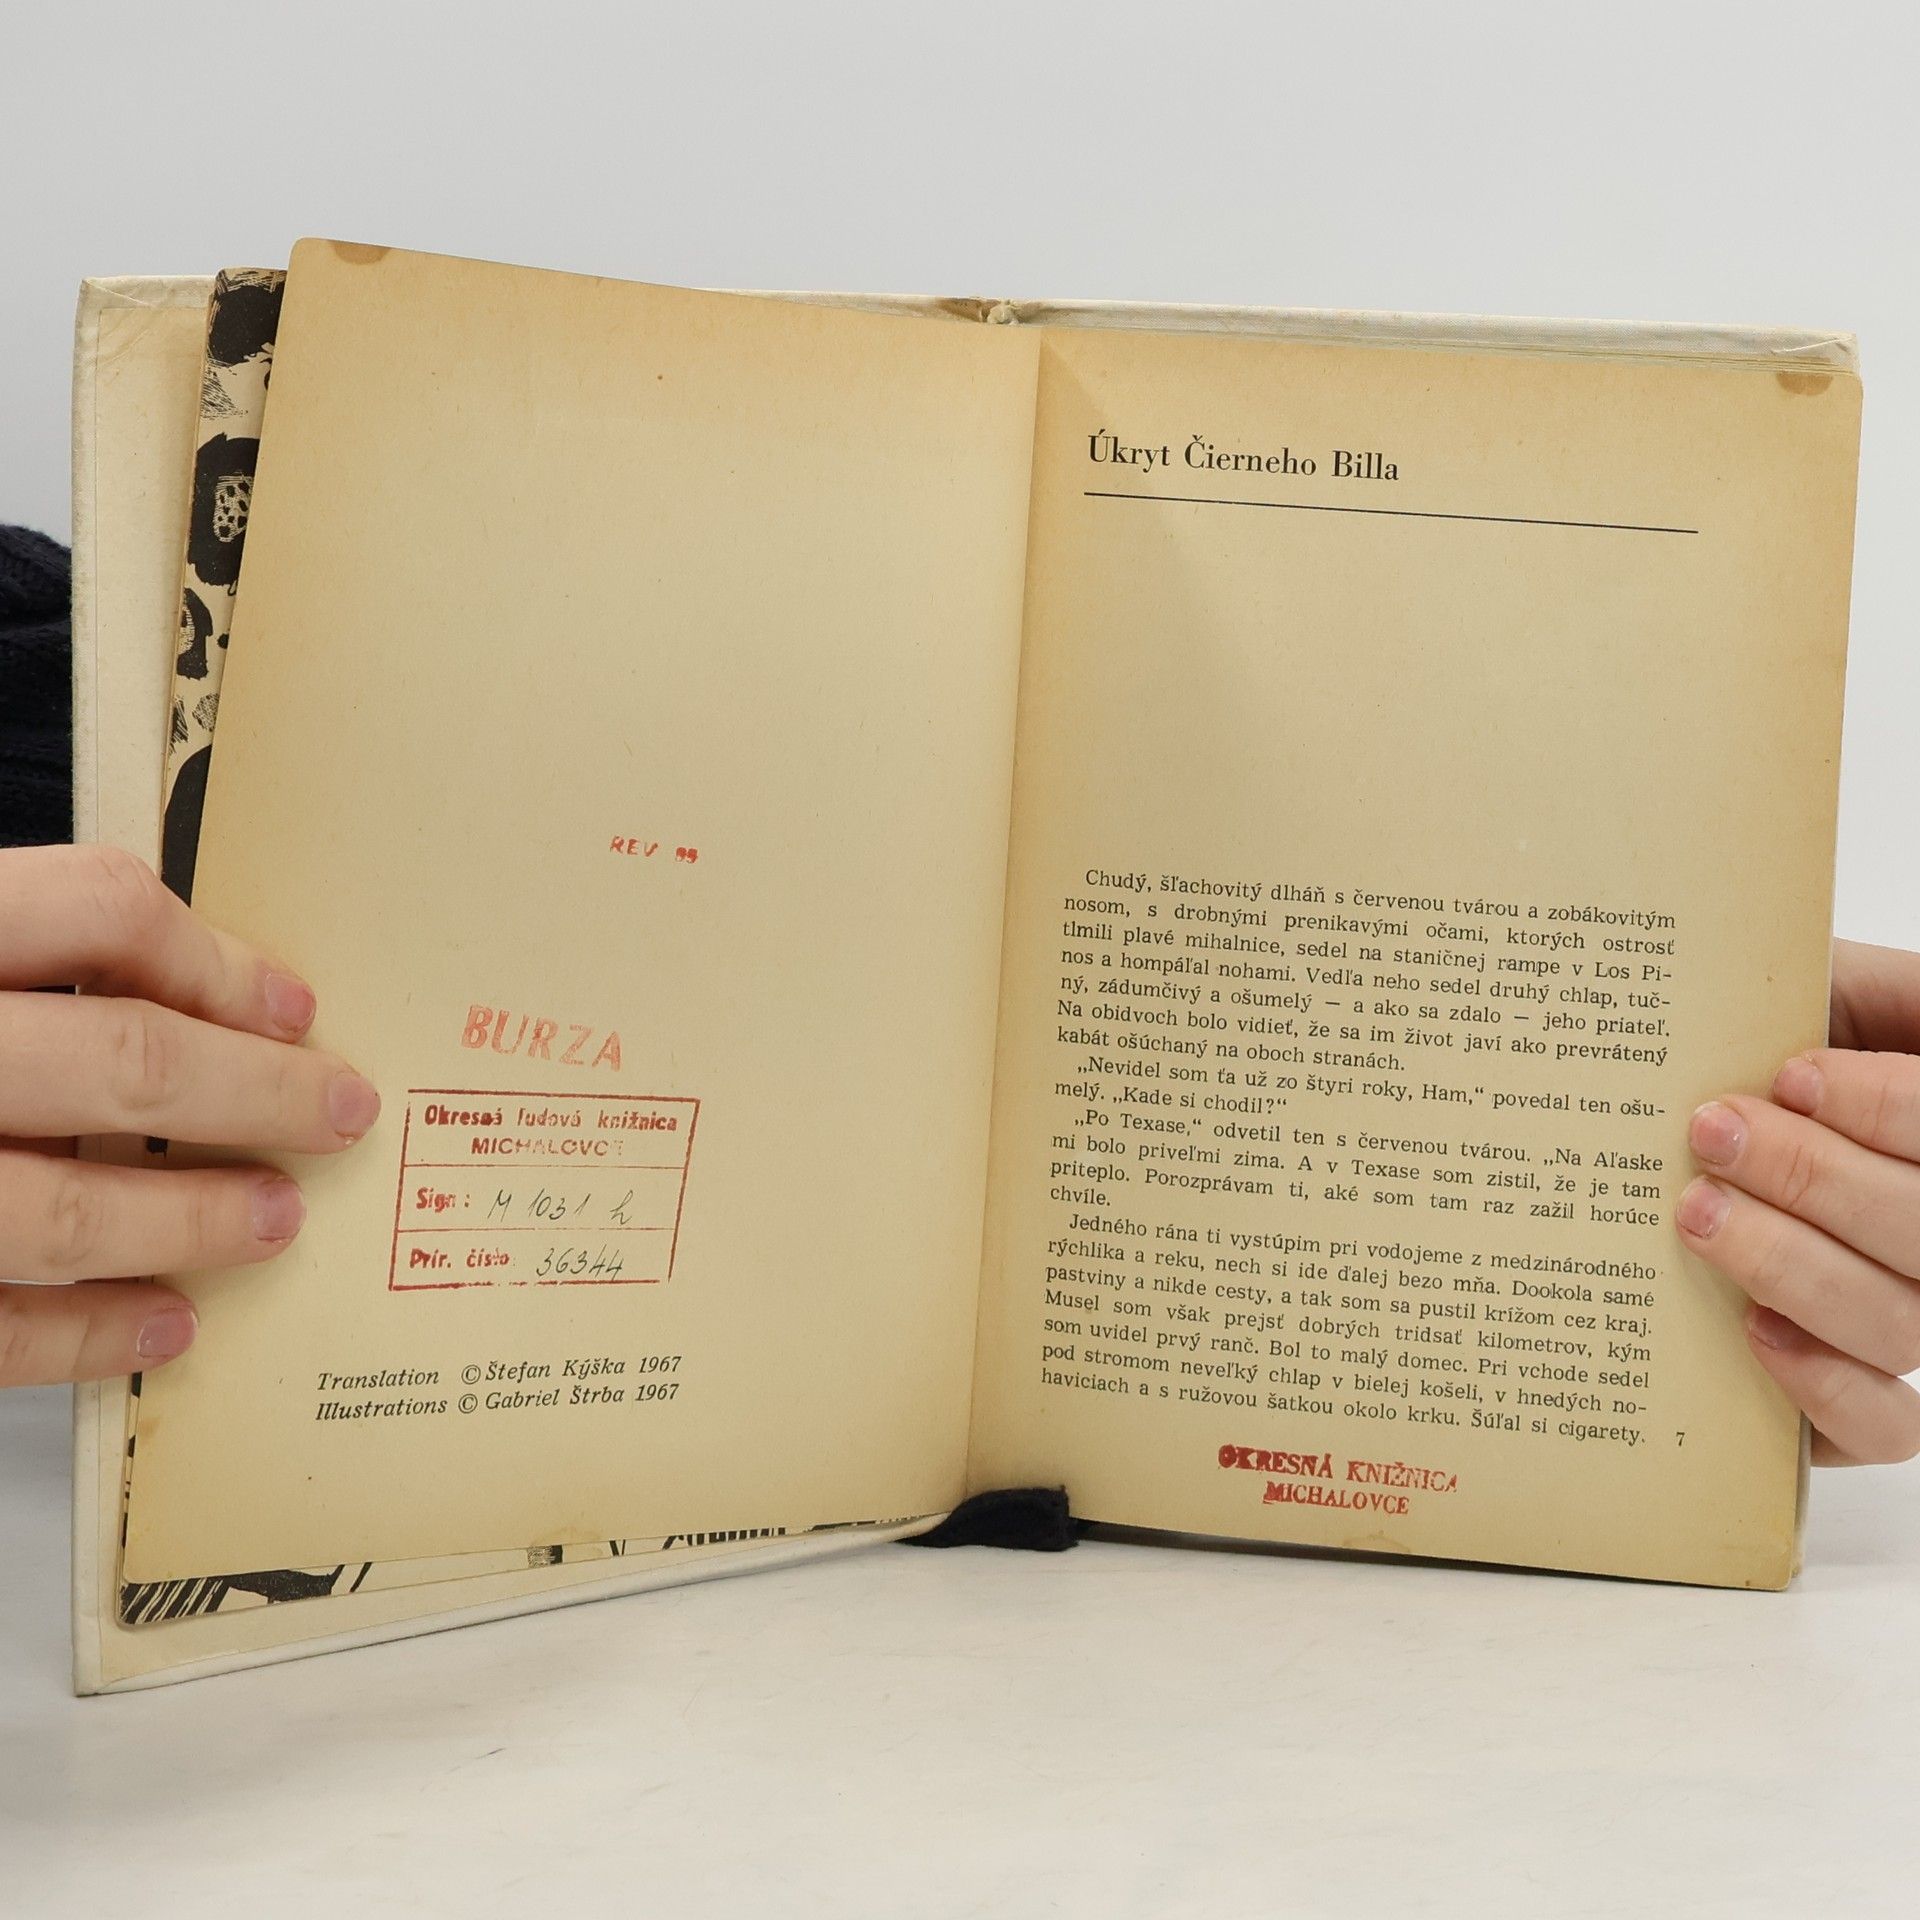 REV
BURZA
Okresná ľudová knižnica
MICHALOVCE
Sign: M 1031 h
Prír. číslo 36344
Translation © Štefan Kýška 1967
Illustrations © Gabriel Štrba 1967
Úkryt Čierneho Billa
Chudý, šľachovitý dlháň s červenou tvárou a zobákovitým
nosom, s drobnými prenikavými očami, ktorých ostrosť
tlmili plavé mihalnice, sedel na staničnej rampe v Los Pi-
nos a hompáľal nohami. Vedľa neho sedel druhý chlap, tuč-
ný, zádumčivý a ošumelý — a ako sa zdalo — jeho priateľ.
Na obidvoch bolo vidieť, že sa im život javí ako prevrátený
kabát ošúchaný na oboch stranách.
„Nevidel som ťa už zo štyri roky, Ham,“ povedal ten ošu-
melý. „Kade si chodil?“
„Po Texase,“ odvetil ten s červenou tvárou. „Na Aľaske
mi bolo priveľmi zima. A v Texase som zistil, že je tam
priteplo. Porozprávam ti, aké som tam raz zažil horúce
chvíle.
Jedného rána ti vystúpim pri vodojeme z medzinárodného
rýchlika a reku, nech si ide ďalej bezo mňa. Dookola samé
pastviny a nikde cesty, a tak som sa pustil krížom cez kraj.
Musel som však prejsť dobrých tridsať kilometrov, kým
som uvidel prvý ranč. Bol to malý domec. Pri vchode sedel
pod stromom neveľký chlap v bielej košeli, v hnedých no-
haviciach a s ružovou šatkou okolo krku. Šúľal si cigarety.
7
OKRESNÁ KNIŽNICA
MICHALOVCE